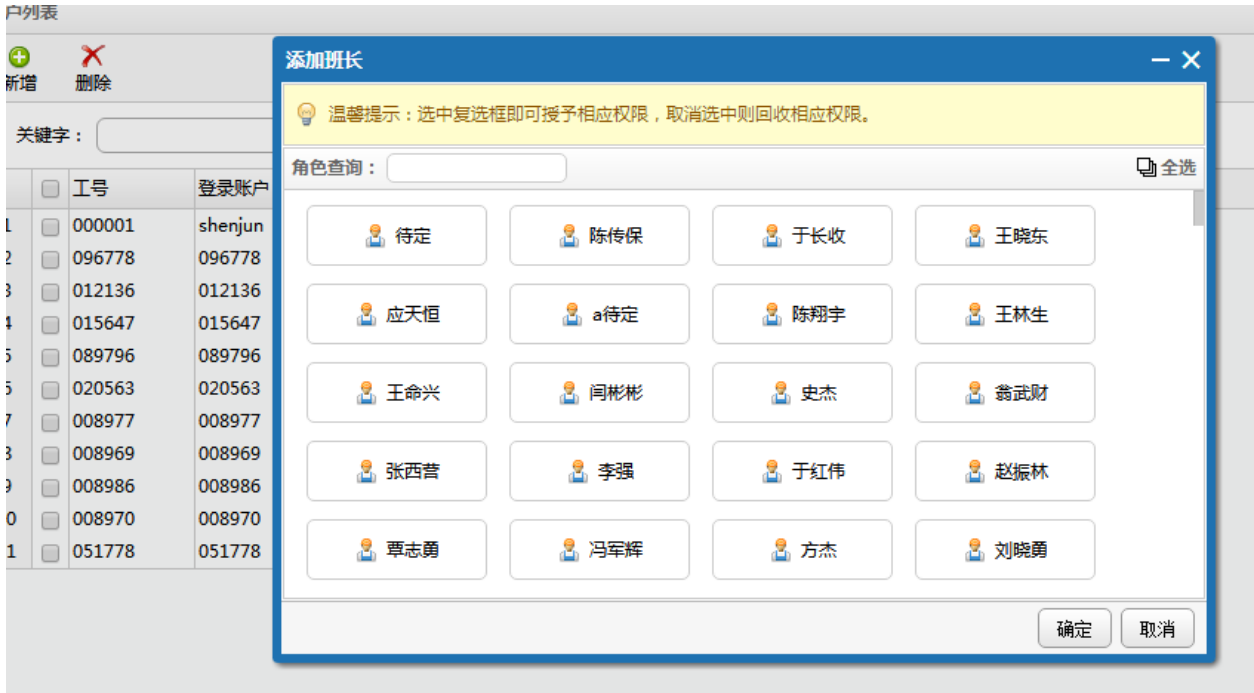 户列表
新增 删除
关键字：
工号 登录账户
1 000001 shenjun
2 096778 096778
3 012136 012136
4 015647 015647
5 089796 089796
6 020563 020563
7 008977 008977
8 008969 008969
9 008986 008986
0 008970 008970
1 051778 051778
添加班长
温馨提示：选中复选框即可授予相应权限，取消选中则回收相应权限。
角色查询： 全选
待定 陈传保 于长收 王晓东
应天恒 a待定 陈翔宇 王林生
王命兴 闫彬彬 史杰 翁武财
张西营 李强 于红伟 赵振林
覃志勇 冯军辉 方杰 刘晓勇
确定 取消